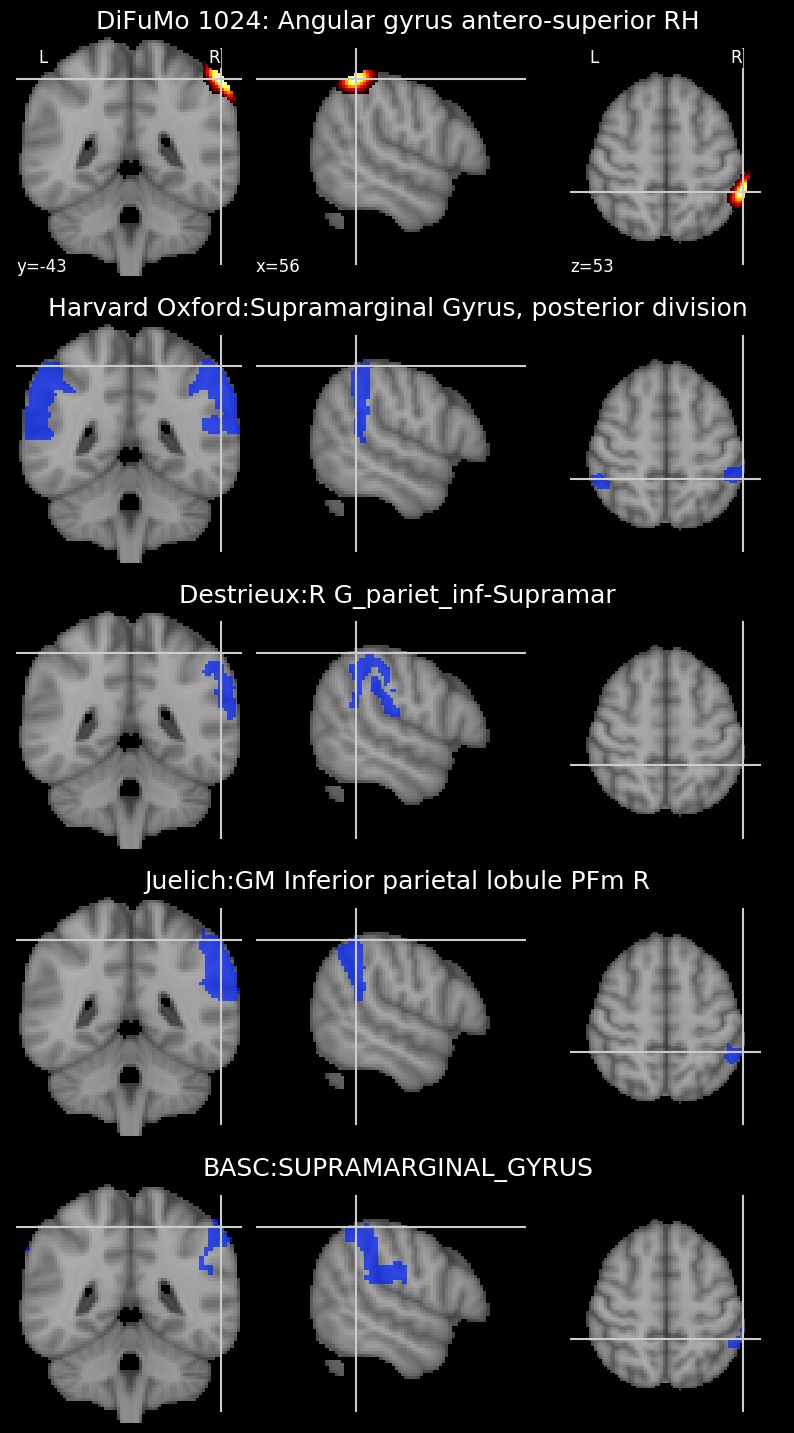 DiFuMo 1024: Angular gyrus antero-superior RH
L R L R
y=-43 x=56 z=53
Harvard Oxford:Supramarginal Gyrus, posterior division
Destrieux:R G_pariet_inf-Supramar
Juelich:GM Inferior parietal lobule PFm R
BASC:SUPRAMARGINAL_GYRUS